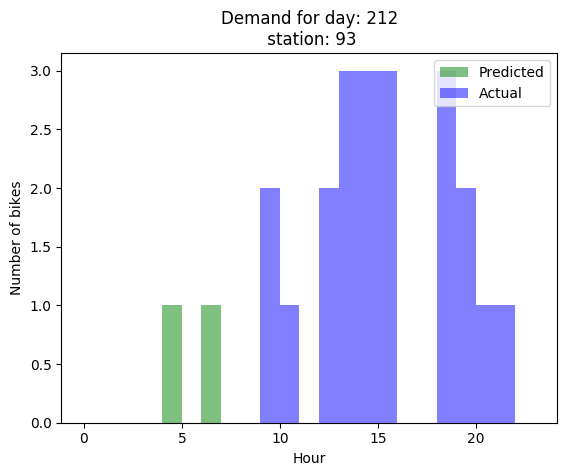 Demand for day: 212
station: 93
Predicted
Actual
Number of bikes
3.0
2.5
2.0
1.5
1.0
0.5
0.0
0
5
10
15
20
Hour